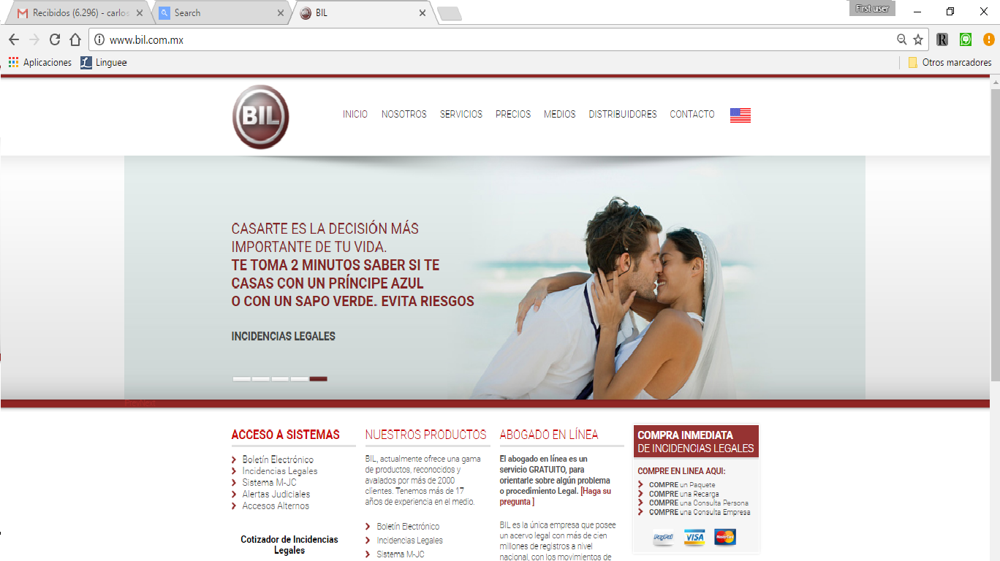 Recibidos (6.296) - carlos
Search
BIL
First user
www.bil.com.mx
Aplicaciones
Linguee
Otros marcadores
BIL
INICIO NOSOTROS SERVICIOS PRECIOS MEDIOS DISTRIBUIDORES CONTACTO
CASARTE ES LA DECISIÓN MÁS
IMPORTANTE DE TU VIDA.
TE TOMA 2 MINUTOS SABER SI TE
CASAS CON UN PRÍNCIPE AZUL
O CON UN SAPO VERDE. EVITA RIESGOS
INCIDENCIAS LEGALES
PrevNext
ACCESO A SISTEMAS
Boletín Electrónico
Incidencias Legales
Sistema M-JC
Alertas Judiciales
Accesos Alternos
Cotizador de Incidencias
Legales
NUESTROS PRODUCTOS
BIL, actualmente ofrece una gama
de productos, reconocidos y
avalados por más de 2000
clientes. Tenemos más de 17
años de experiencia en el medio.
Boletín Electrónico
Incidencias Legales
Sistema M-JC
ABOGADO EN LÍNEA
El abogado en línea es un
servicio GRATUITO, para
orientarle sobre algún problema
o procedimiento Legal. [Haga su
pregunta ]
BIL es la única empresa que posee
un acervo legal con más de cien
millones de registros a nivel
nacional, con los movimientos de
COMPRA INMEDIATA
DE INCIDENCIAS LEGALES
COMPRE EN LINEA AQUI:
COMPRE un Paquete
COMPRE una Recarga
COMPRE una Consulta Persona
COMPRE una Consulta Empresa
PayPal VISA MasterCard